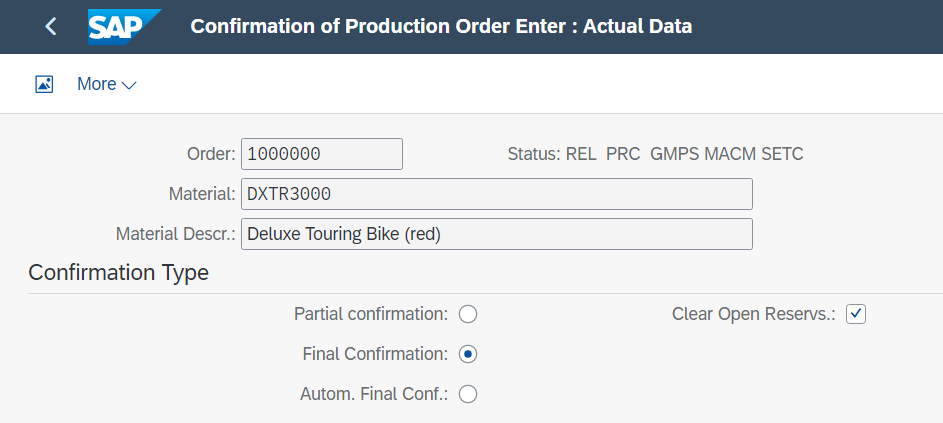 SAP Confirmation of Production Order Enter : Actual Data
More
Order: 1000000 Status: REL PRC GMPS MACM SETC
Material: DXTR3000
Material Descr.: Deluxe Touring Bike (red)
Confirmation Type
Partial confirmation: Clear Open Reservs.:
Final Confirmation:
Autom. Final Conf.: